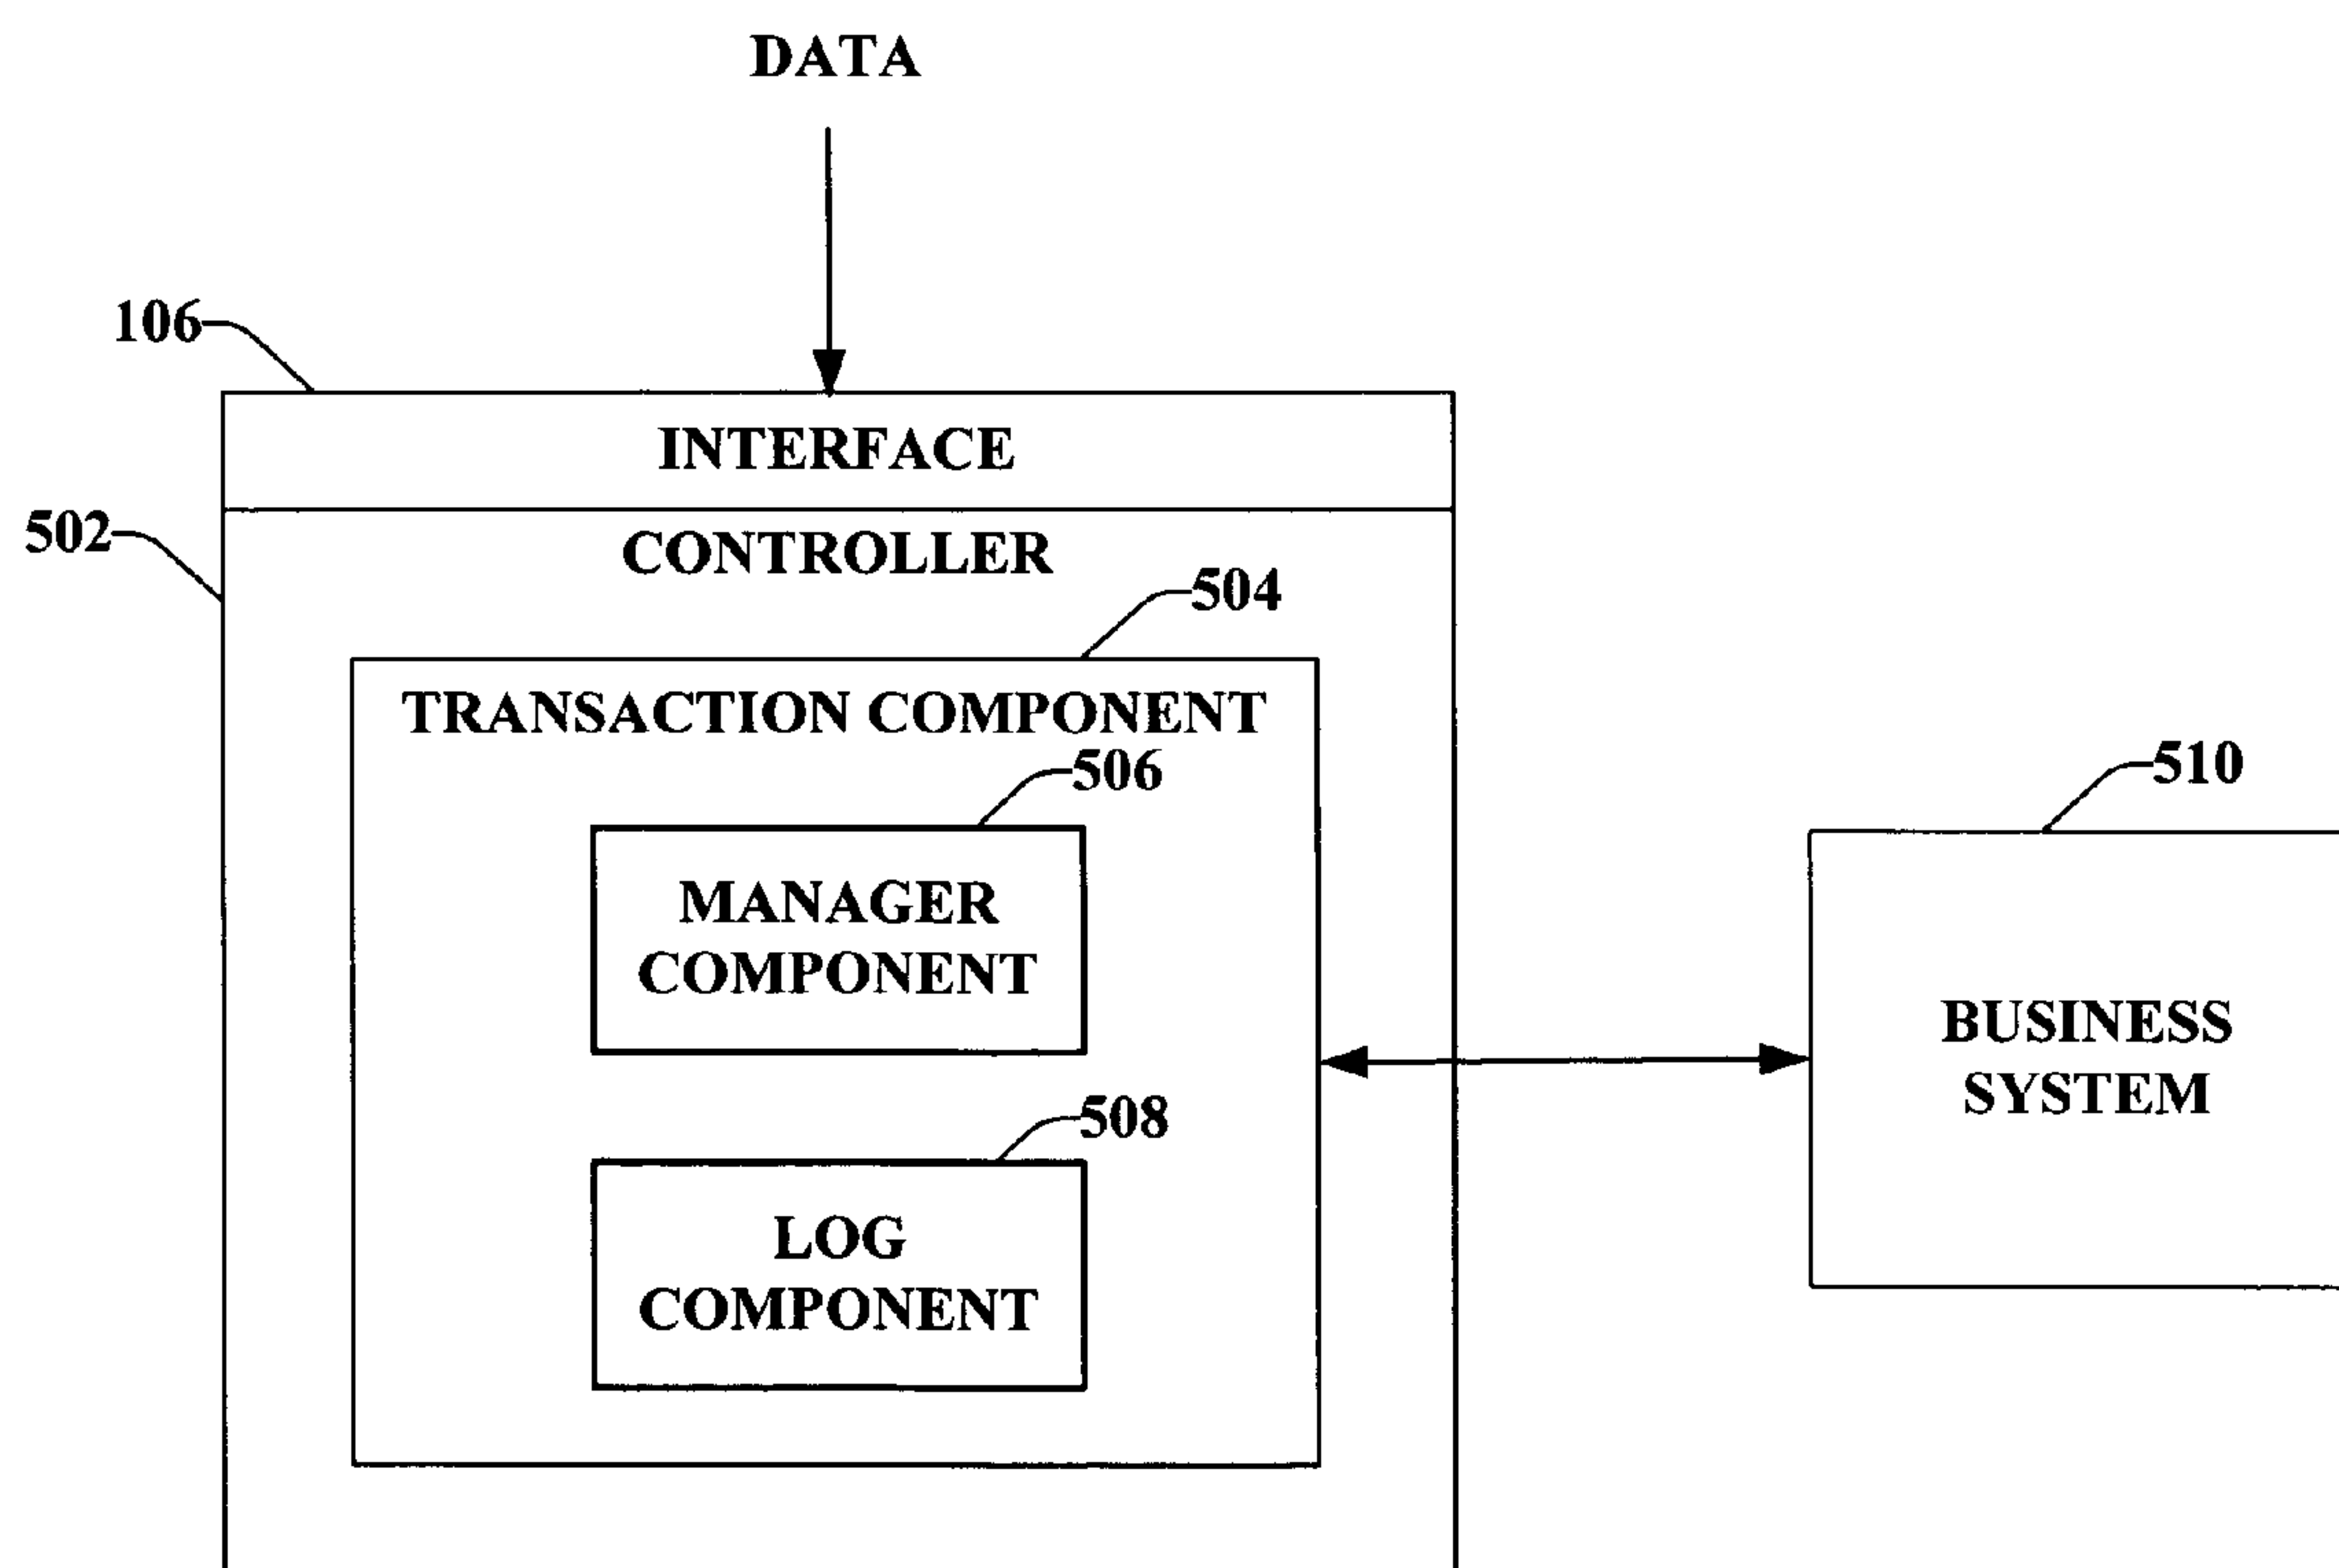 DATA
106
INTERFACE
502
CONTROLLER
504
TRANSACTION COMPONENT
506
MANAGER
COMPONENT
508
LOG
COMPONENT
510
BUSINESS
SYSTEM